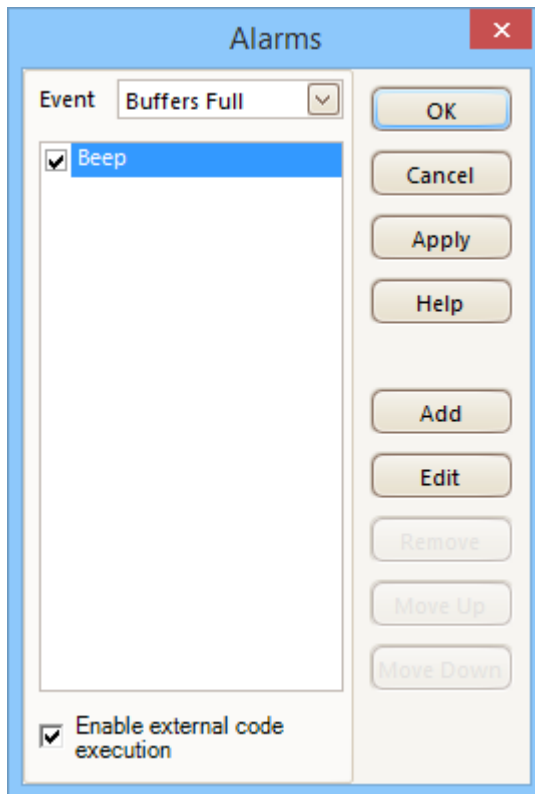 Alarms
Event Buffers Full
Beep
Enable external code
execution
OK
Cancel
Apply
Help
Add
Edit
Remove
Move Up
Move Down